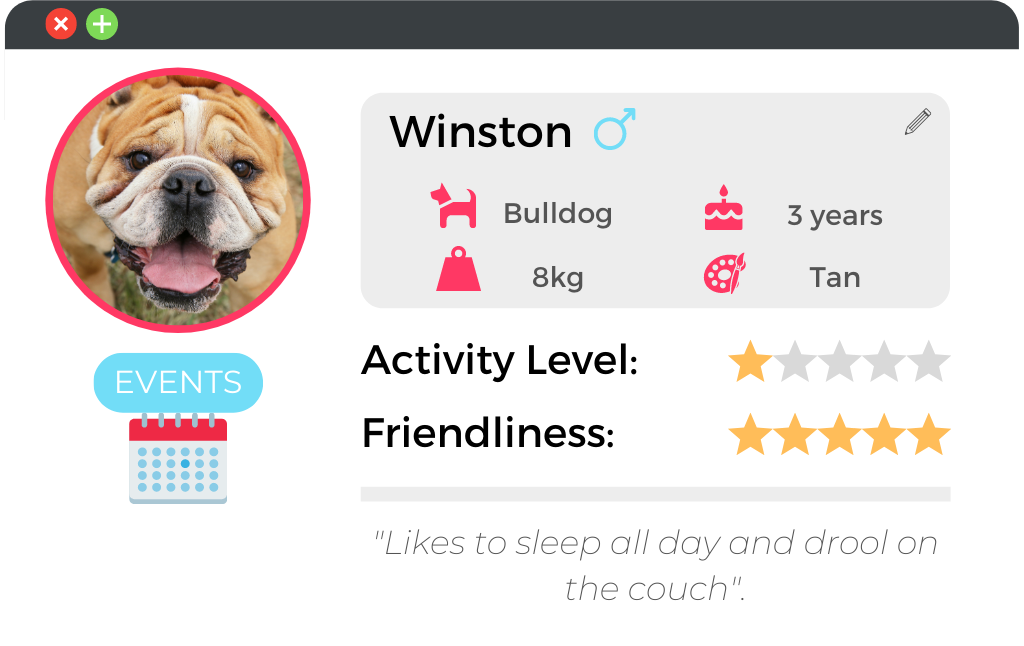 Winston
Bulldog
3 years
8kg
Tan
EVENTS
Activity Level:
Friendliness:
"Likes to sleep all day and drool on
the couch".